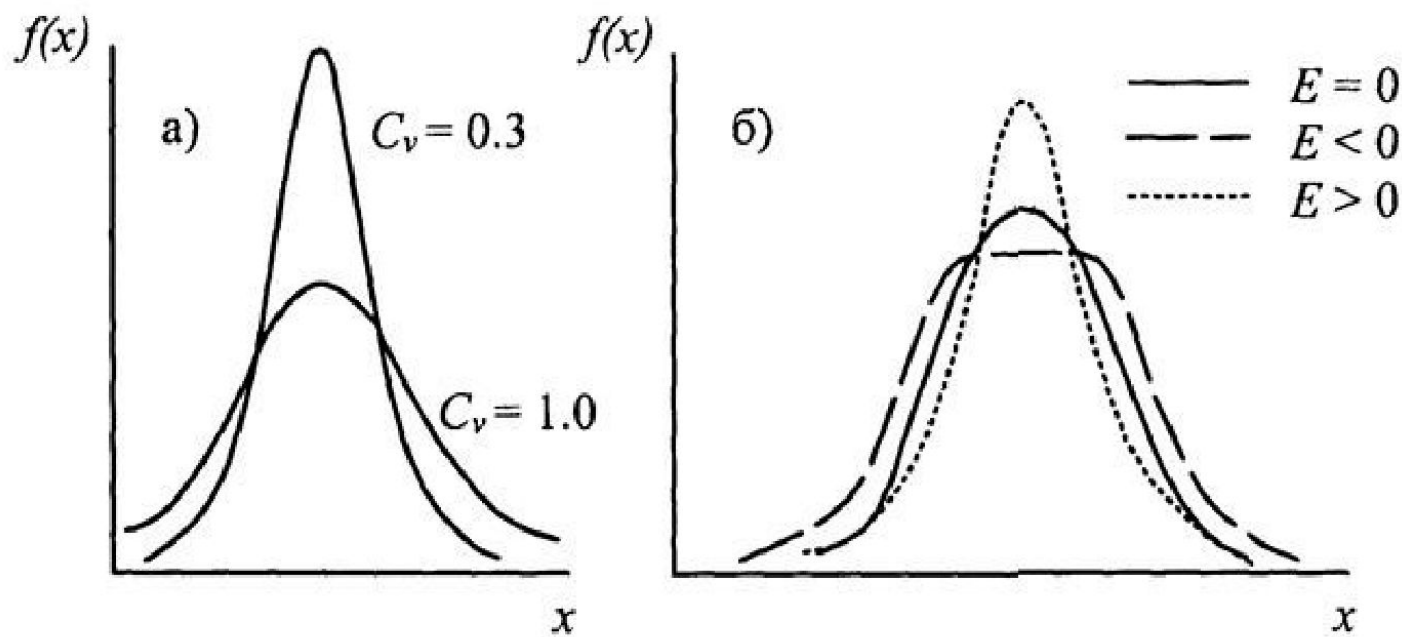 f(x)
а)
C_v = 0.3
C_v = 1.0
x
f(x)
б)
E = 0
E < 0
E > 0
x